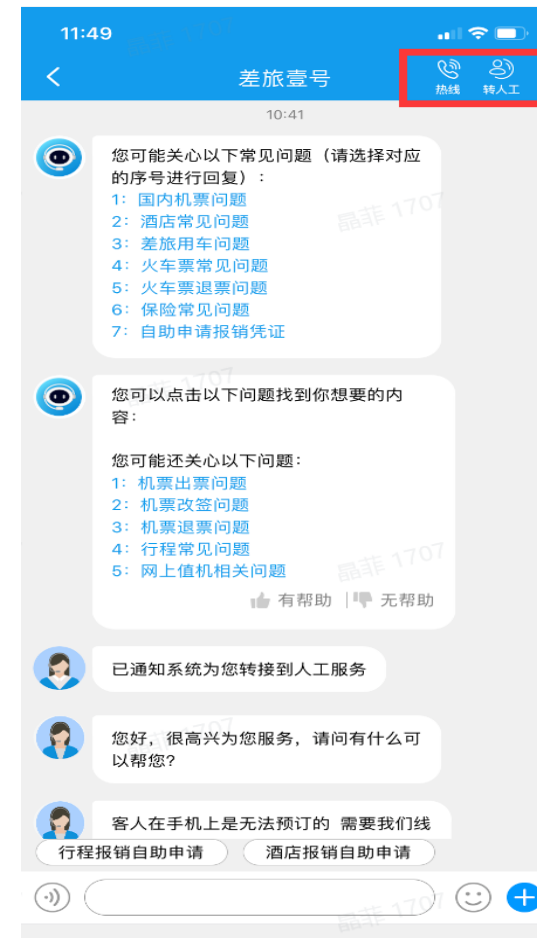 11:49
差旅壹号
热线 转人工
10:41
您可能关心以下常见问题（请选择对应
的序号进行回复）:
1: 国内机票问题
2: 酒店常见问题
3: 差旅用车问题
4: 火车票常见问题
5: 火车票退票问题
6: 保险常见问题
7: 自助申请报销凭证
您可以点击以下问题找到你想要的内
容:
您可能还关心以下问题:
1: 机票出票问题
2: 机票改签问题
3: 机票退票问题
4: 行程常见问题
5: 网上值机相关问题
有帮助 | 无帮助
已通知系统为您转接到人工服务
您好，很高兴为您服务，请问有什么可
以帮您?
客人在手机上是无法预订的 需要我们线
行程报销自助申请 酒店报销自助申请
晶菲 1707
晶菲 1707
晶菲 1707